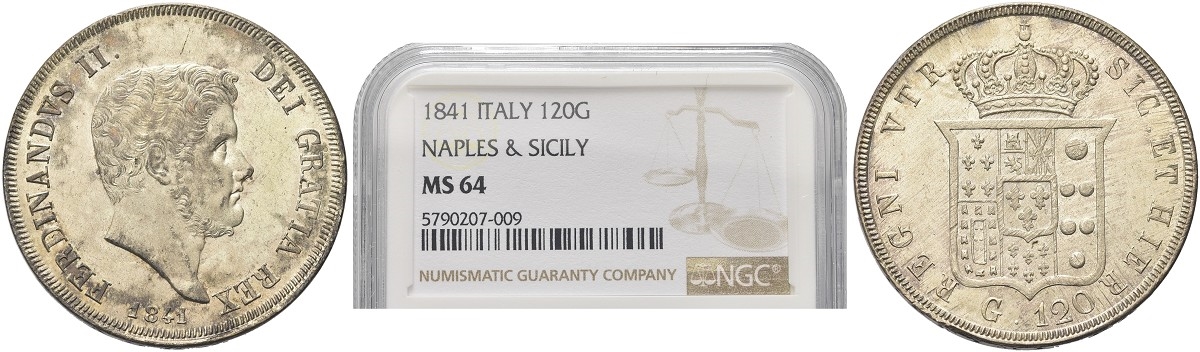 FERDINANDVS II. DEI GRATIA REX
1841
1841 ITALY 120G
NAPLES & SICILY
MS 64
5790207-009
NUMISMATIC GUARANTY COMPANY
NGC®
REGNI VTR. SIC. ET HIER.
G. 120